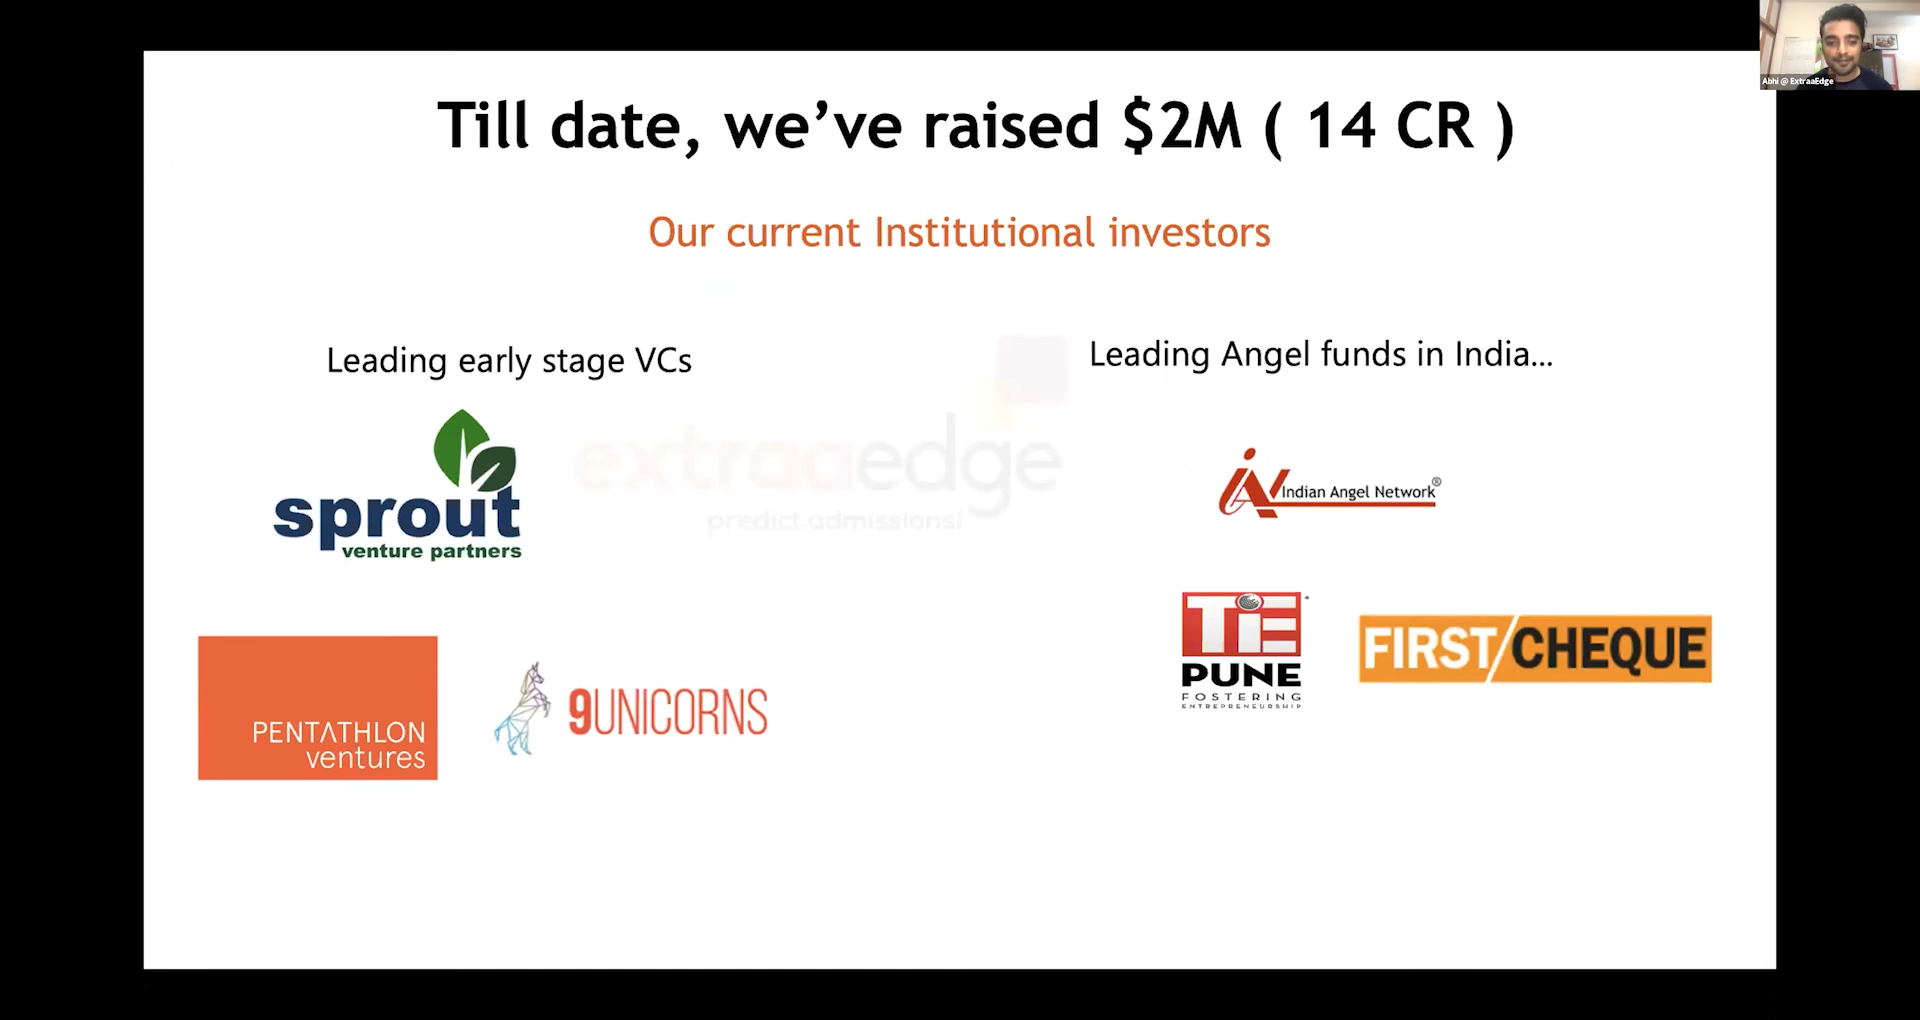 Abhi @ ExtraaEdge
Till date, we've raised $2M ( 14 CR )
Our current Institutional investors
Leading early stage VCs
sprout
venture partners
PENTATHLON
ventures
9UNICORNS
extraaedge
predict admissions!
Leading Angel funds in India...
Indian Angel Network®
TiE
PUNE
FOSTERING
ENTREPRENEURSHIP
FIRST/CHEQUE